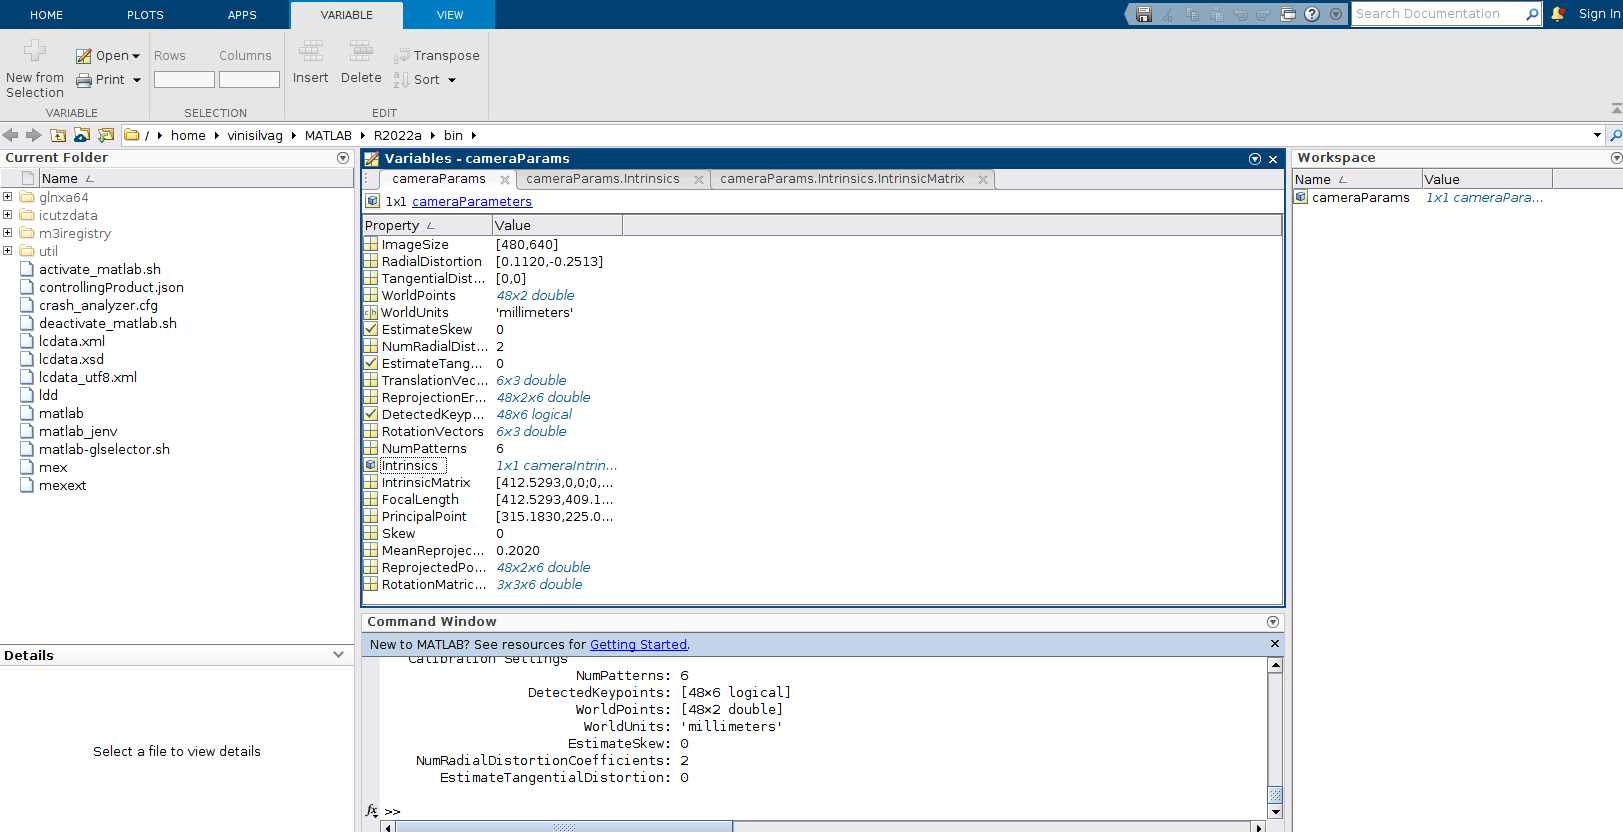 HOME PLOTS APPS VARIABLE VIEW Search Documentation Sign In
New from Selection Open Print Rows Columns Insert Delete Transpose Sort
VARIABLE SELECTION EDIT
/ home vinisilvag MATLAB R2022a bin
Current Folder
Name
glnxa64
icutzdata
m3iregistry
util
activate_matlab.sh
controllingProduct.json
crash_analyzer.cfg
deactivate_matlab.sh
lcdata.xml
lcdata.xsd
lcdata_utf8.xml
ldd
matlab
matlab_jenv
matlab-glselector.sh
mex
mexext
Details
Select a file to view details
Variables - cameraParams
cameraParams cameraParams.Intrinsics cameraParams.Intrinsics.IntrinsicMatrix
1x1 cameraParameters
Property Value
ImageSize [480,640]
RadialDistortion [0.1120,-0.2513]
TangentialDist... [0,0]
WorldPoints 48x2 double
WorldUnits 'millimeters'
EstimateSkew 0
NumRadialDist... 2
EstimateTang... 0
TranslationVec... 6x3 double
ReprojectionEr... 48x2x6 double
DetectedKeyp... 48x6 logical
RotationVectors 6x3 double
NumPatterns 6
Intrinsics 1x1 cameraIntrin...
IntrinsicMatrix [412.5293,0,0;0,...
FocalLength [412.5293,409.1...
PrincipalPoint [315.1830,225.0...
Skew 0
MeanReprojec... 0.2020
ReprojectedPo... 48x2x6 double
RotationMatric... 3x3x6 double
Command Window
New to MATLAB? See resources for Getting Started.
Calibration Settings
NumPatterns: 6
DetectedKeypoints: [48×6 logical]
WorldPoints: [48×2 double]
WorldUnits: 'millimeters'
EstimateSkew: 0
NumRadialDistortionCoefficients: 2
EstimateTangentialDistortion: 0
fx >>
Workspace
Name Value
cameraParams 1x1 cameraPara...